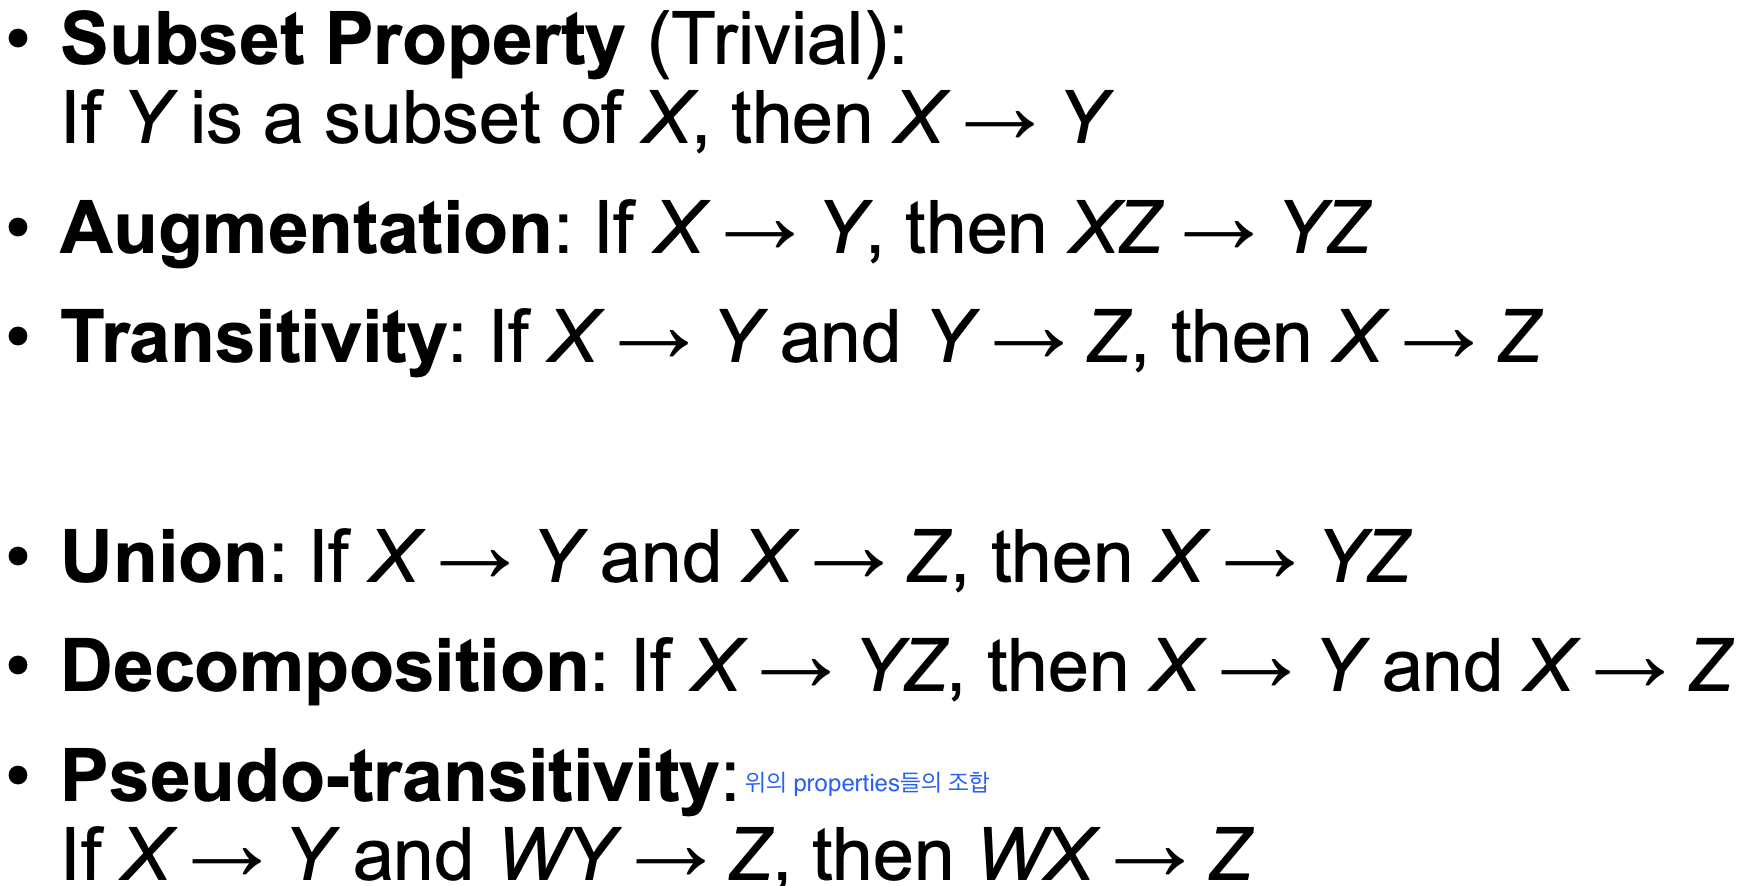 • Subset Property (Trivial):
If Y is a subset of X, then X → Y
• Augmentation: If X → Y, then XZ → YZ
• Transitivity: If X → Y and Y → Z, then X → Z
• Union: If X → Y and X → Z, then X → YZ
• Decomposition: If X → YZ, then X → Y and X → Z
• Pseudo-transitivity: 위의 properties들의 조합
If X → Y and WY → Z, then WX → Z